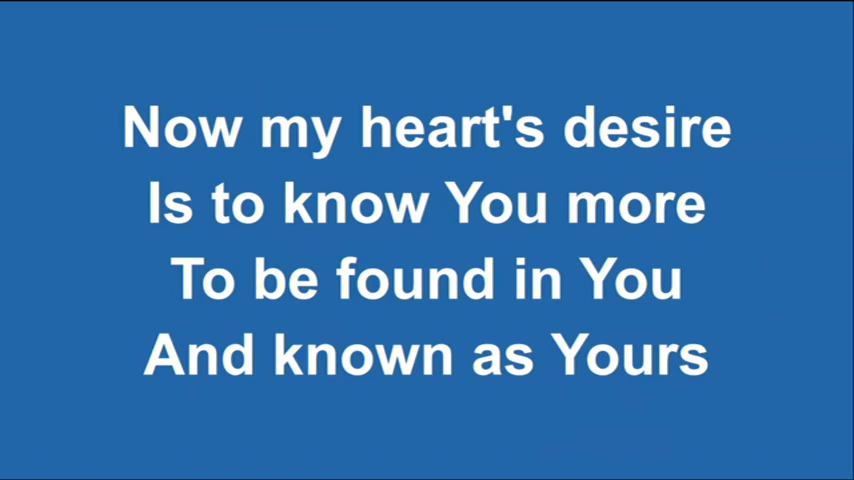 Now my heart's desire
Is to know You more
To be found in You
And known as Yours